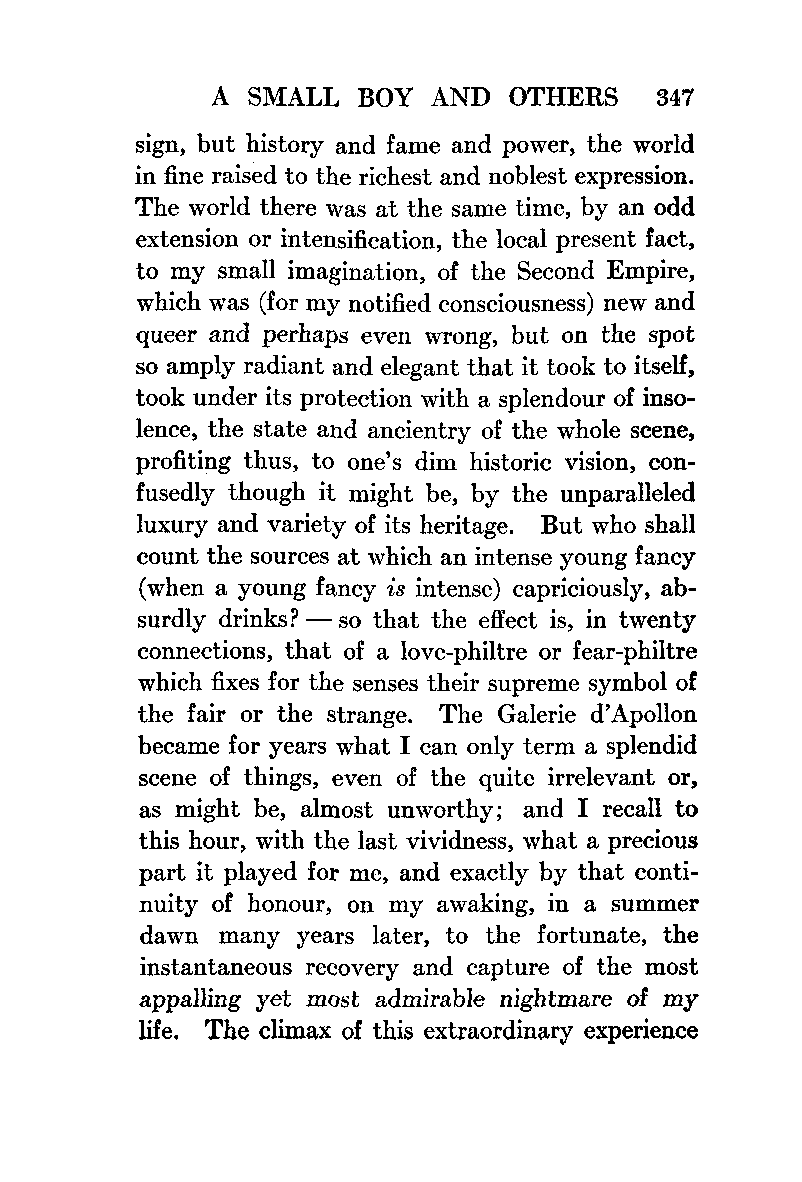 A SMALL BOY AND OTHERS 347
sign, but history and fame and power, the world
in fine raised to the richest and noblest expression.
The world there was at the same time, by an odd
extension or intensification, the local present fact,
to my small imagination, of the Second Empire,
which was (for my notified consciousness) new and
queer and perhaps even wrong, but on the spot
so amply radiant and elegant that it took to itself,
took under its protection with a splendour of inso-
lence, the state and ancientry of the whole scene,
profiting thus, to one's dim historic vision, con-
fusedly though it might be, by the unparalleled
luxury and variety of its heritage. But who shall
count the sources at which an intense young fancy
(when a young fancy is intense) capriciously, ab-
surdly drinks? — so that the effect is, in twenty
connections, that of a love-philtre or fear-philtre
which fixes for the senses their supreme symbol of
the fair or the strange. The Galerie d'Apollon
became for years what I can only term a splendid
scene of things, even of the quite irrelevant or,
as might be, almost unworthy; and I recall to
this hour, with the last vividness, what a precious
part it played for me, and exactly by that conti-
nuity of honour, on my awaking, in a summer
dawn many years later, to the fortunate, the
instantaneous recovery and capture of the most
appalling yet most admirable nightmare of my
life. The climax of this extraordinary experience